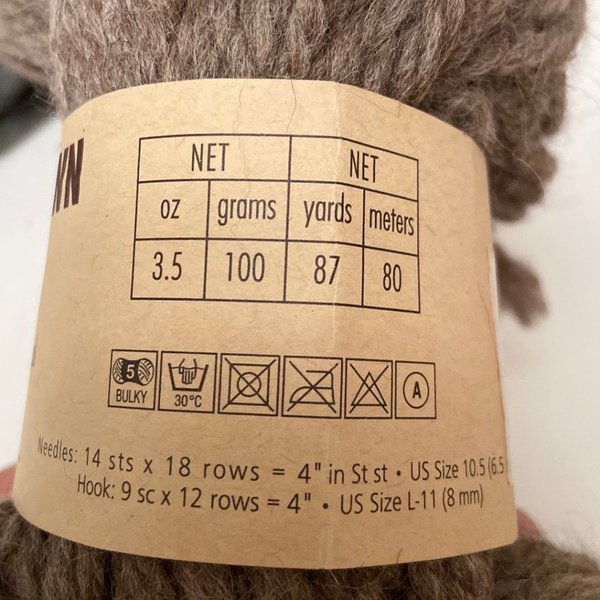 WN
NET NET
oz grams yards meters
3.5 100 87 80
5
BULKY 30°C A
Needles: 14 sts x 18 rows = 4" in St st • US Size 10.5 (6.5
Hook: 9 sc x 12 rows = 4" • US Size L-11 (8 mm)